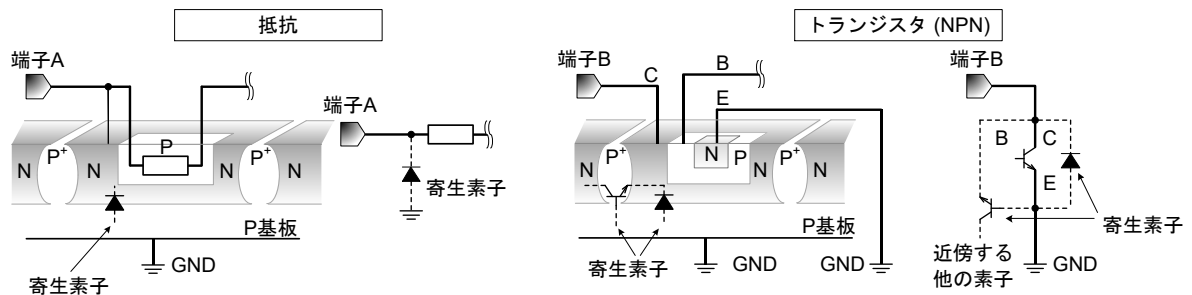 抵抗
端子A
P
N
P+
N
N
P+
N
P基板
GND
寄生素子
端子A
寄生素子
トランジスタ (NPN)
端子B
C
B
E
N
P+
N
N
P
P+
N
N
P基板
寄生素子
GND
GND
端子B
B
C
E
寄生素子
近傍する
他の素子
GND